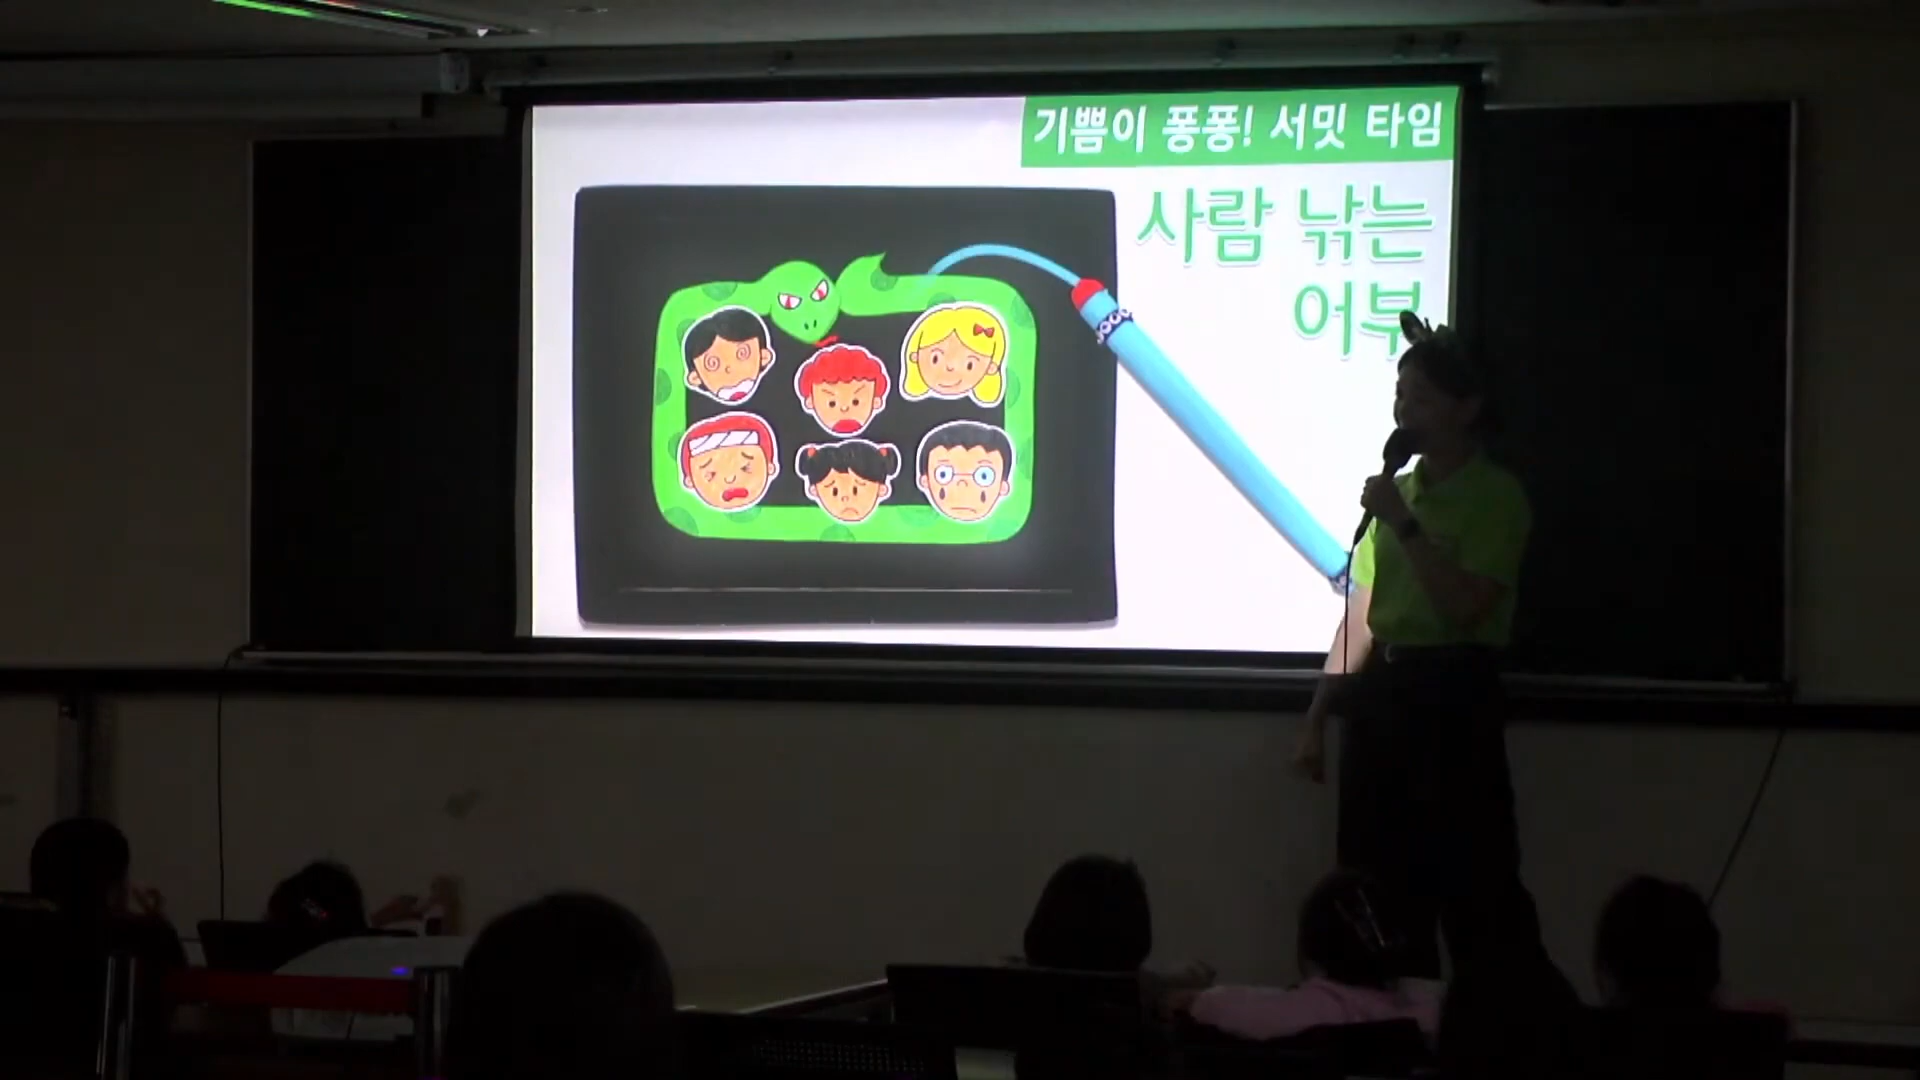 기쁨이 퐁퐁! 서밋 타임
사람 낚는
어부